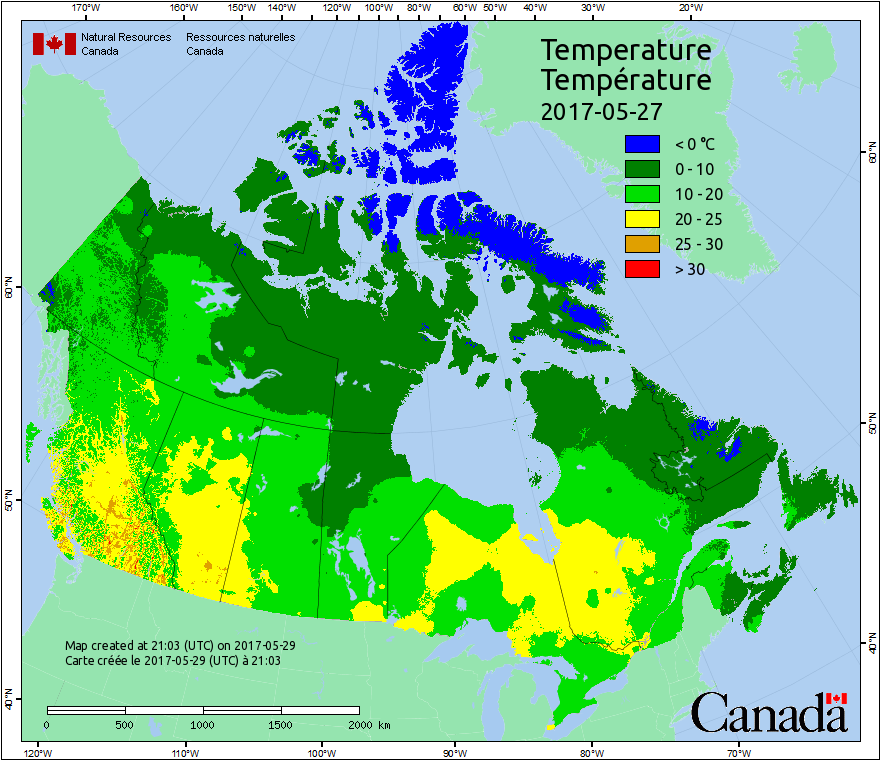 170°W 160°W 150°W 140°W 120°W 100°W 80°W 60°W 50°W 40°W 30°W 20°W
Natural Resources Ressources naturelles
Canada Canada
Temperature
Température
2017-05-27
< 0 °C
0 - 10
10 - 20
20 - 25
25 - 30
> 30
60°N
50°N
40°N
60°N
50°N
40°N
Map created at 21:03 (UTC) on 2017-05-29
Carte créée le 2017-05-29 (UTC) à 21:03
0 500 1000 1500 2000 km
Canada
120°W 110°W 100°W 90°W 80°W 70°W